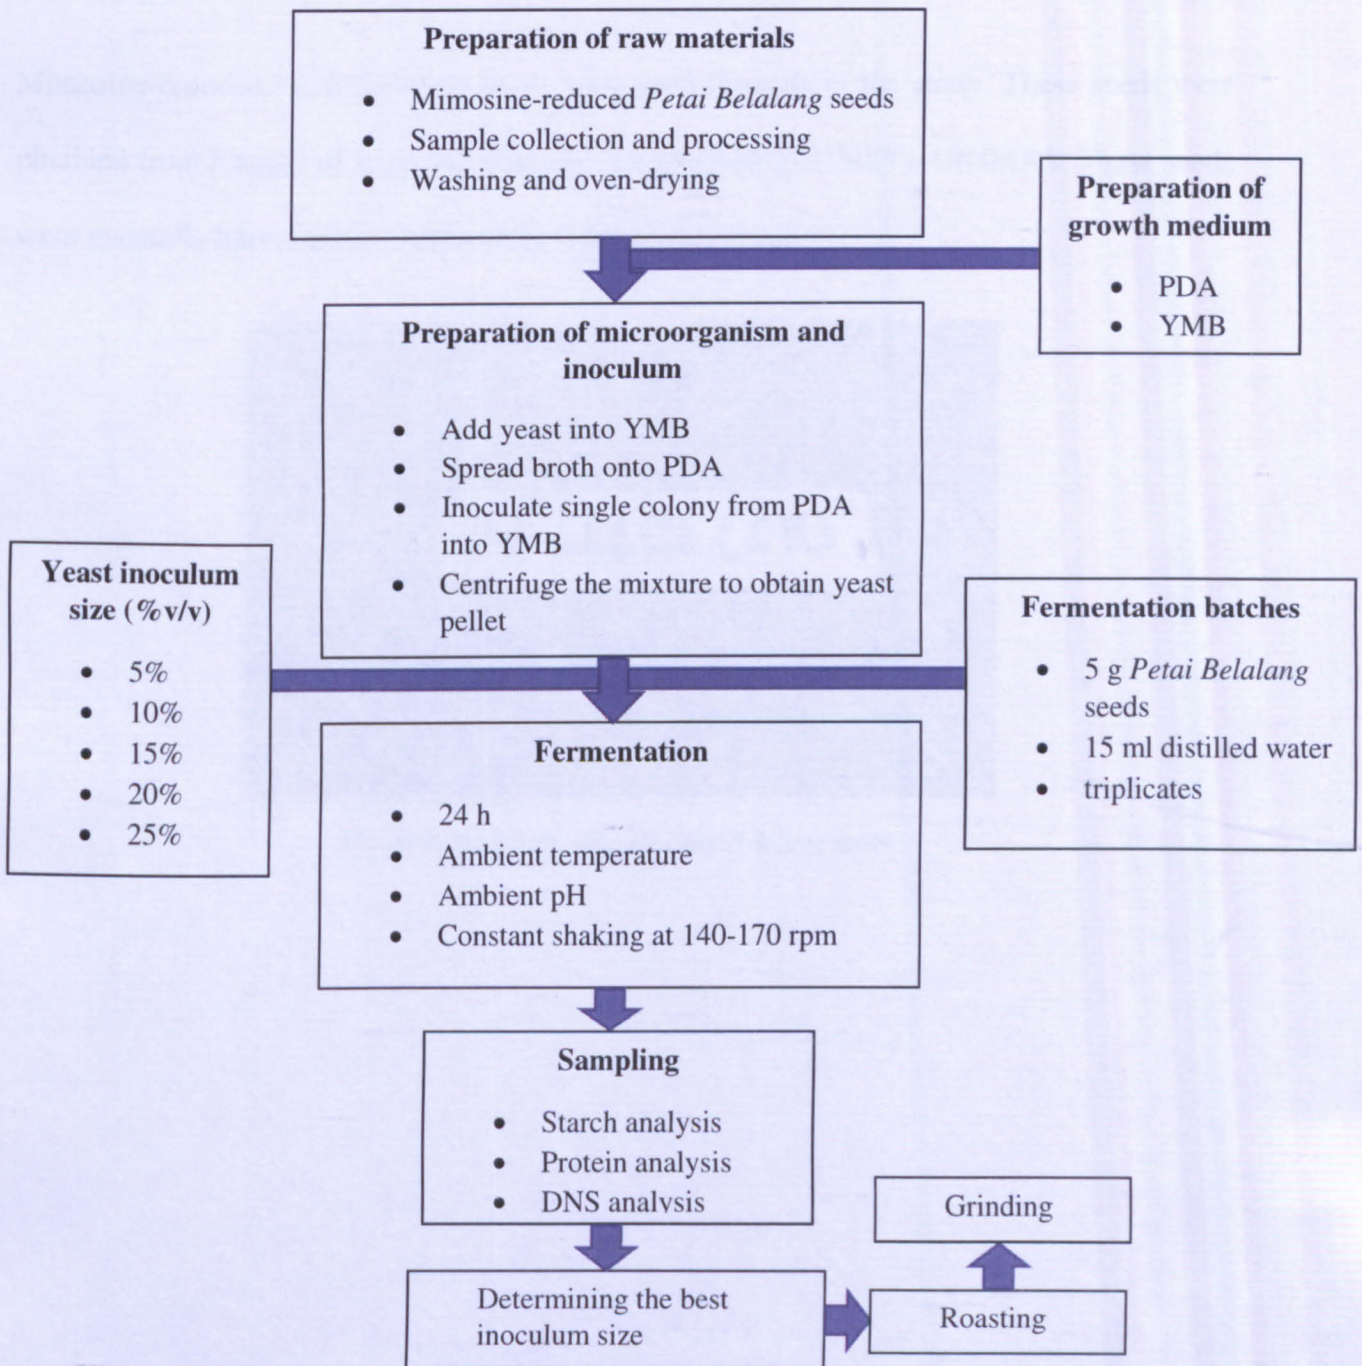 Preparation of raw materials
• Mimosine-reduced Petai Belalang seeds
• Sample collection and processing
• Washing and oven-drying
Preparation of
growth medium
• PDA
• YMB
Preparation of microorganism and
inoculum
• Add yeast into YMB
• Spread broth onto PDA
• Inoculate single colony from PDA
into YMB
• Centrifuge the mixture to obtain yeast
pellet
Yeast inoculum
size (%v/v)
• 5%
• 10%
• 15%
• 20%
• 25%
Fermentation batches
• 5 g Petai Belalang
seeds
• 15 ml distilled water
• triplicates
Fermentation
• 24 h
• Ambient temperature
• Ambient pH
• Constant shaking at 140-170 rpm
Sampling
• Starch analysis
• Protein analysis
• DNS analysis
Determining the best
inoculum size
Roasting
Grinding